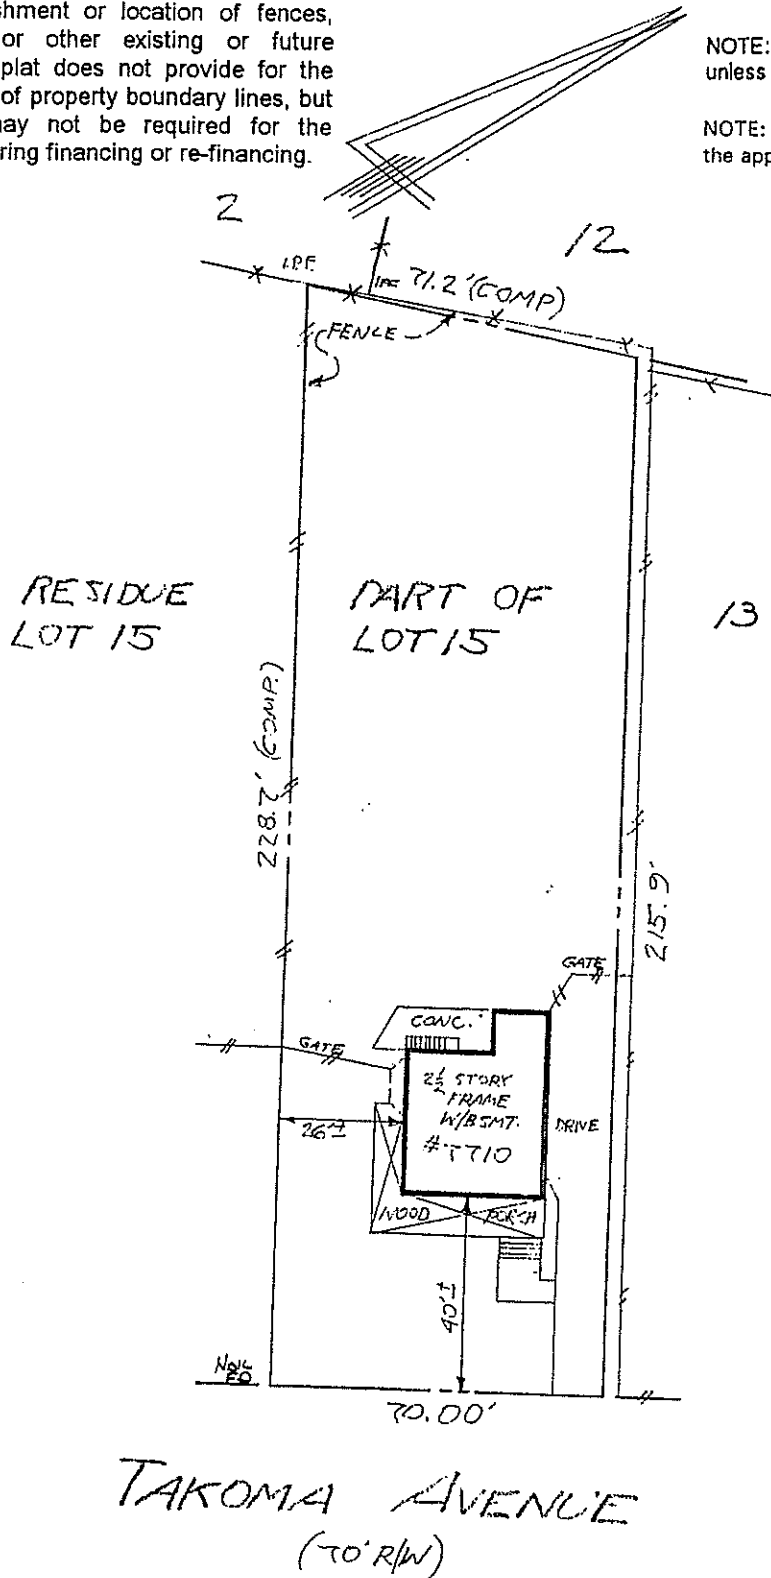 shment or location of fences,
or other existing or future
plat does not provide for the
of property boundary lines, but
may not be required for the
ring financing or re-financing.
NOTE:
unless
NOTE:
the app
2
12
I.P.F.
IPF 71.2' (COMP)
FENCE
RESIDUE
LOT 15
PART OF
LOT 15
13
228.7' (COMP.)
215.9'
GATE
CONC.
GATE
2½ STORY
FRAME
W/BSMT.
#7710
DRIVE
26'±
WOOD PORCH
40'±
NAIL
FD
70.00'
TAKOMA AVENUE
(70' R/W)